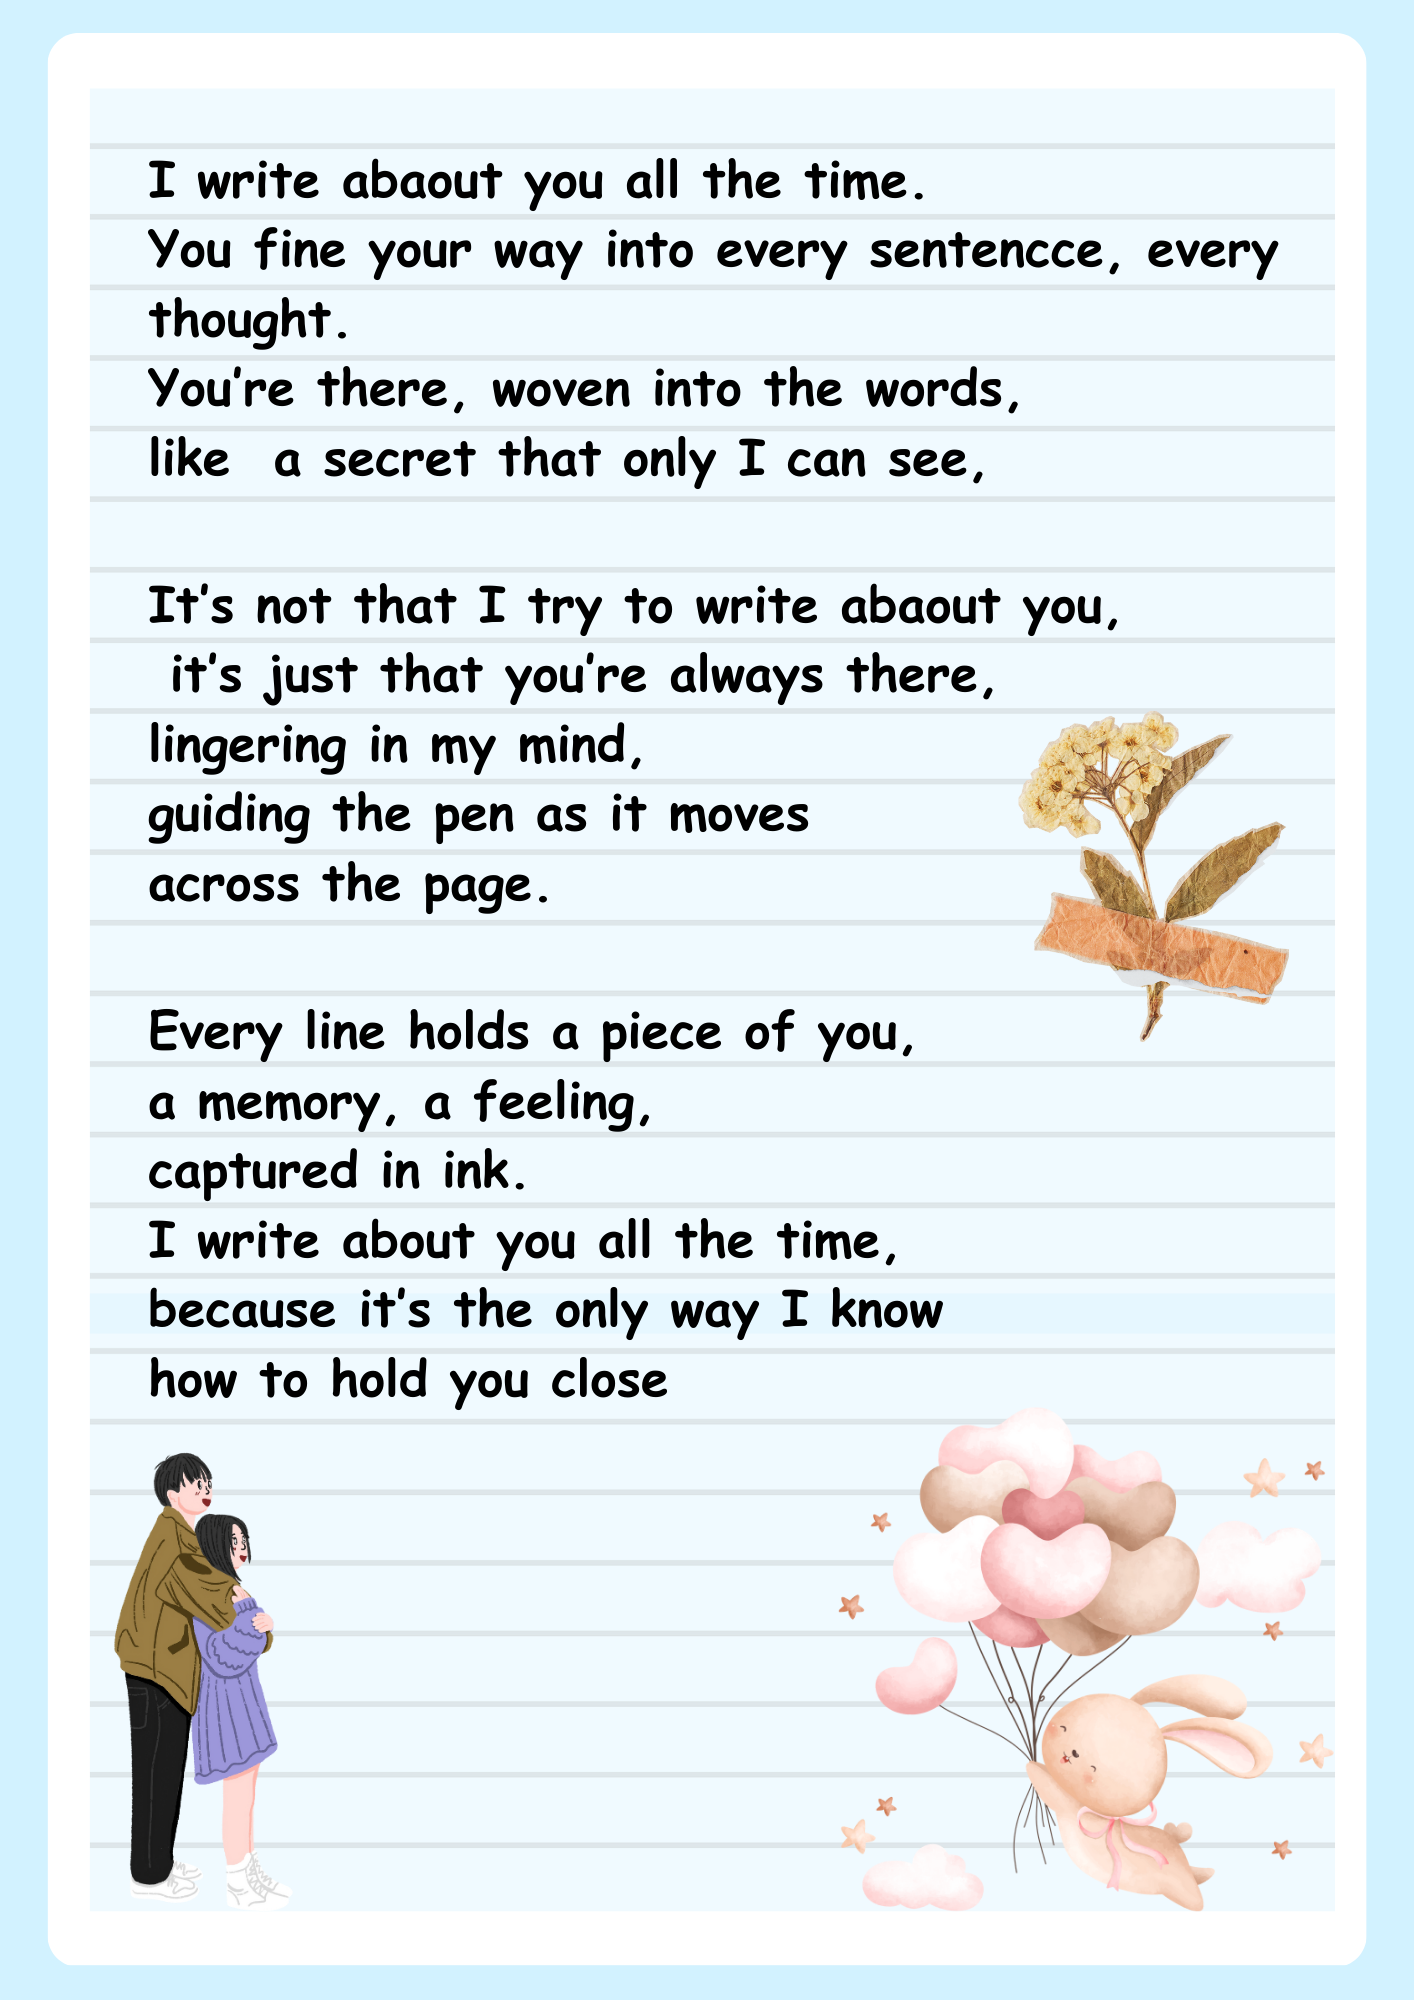 I write abaout you all the time.
You fine your way into every sentencce, every
thought.
You're there, woven into the words,
like  a secret that only I can see,
It's not that I try to write abaout you,
it's just that you're always there,
lingering in my mind,
guiding the pen as it moves
across the page.
Every line holds a piece of you,
a memory, a feeling,
captured in ink.
I write about you all the time,
because it's the only way I know
how to hold you close